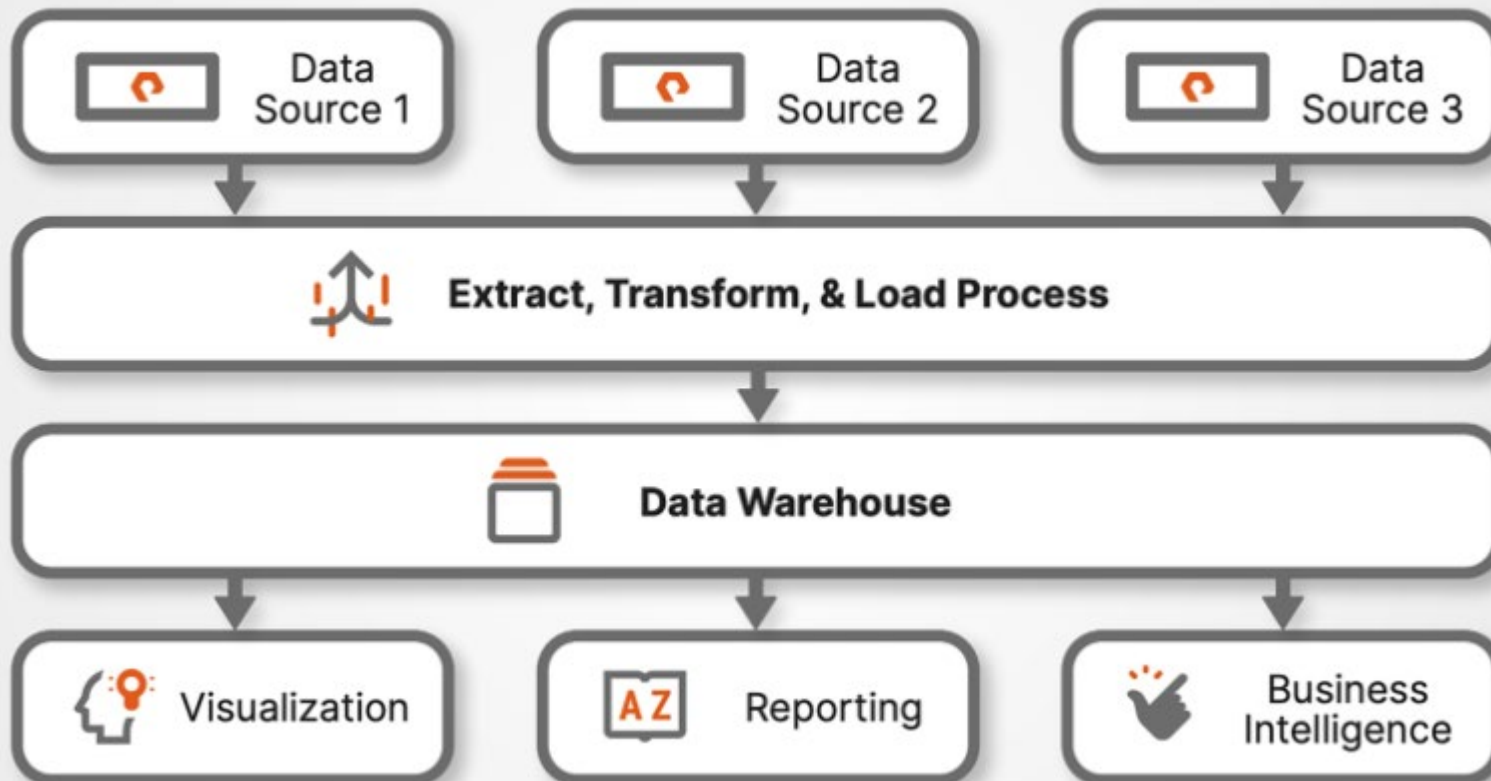 Data
Source 1
Data
Source 2
Data
Source 3
Extract, Transform, & Load Process
Data Warehouse
Visualization
A Z
Reporting
Business
Intelligence